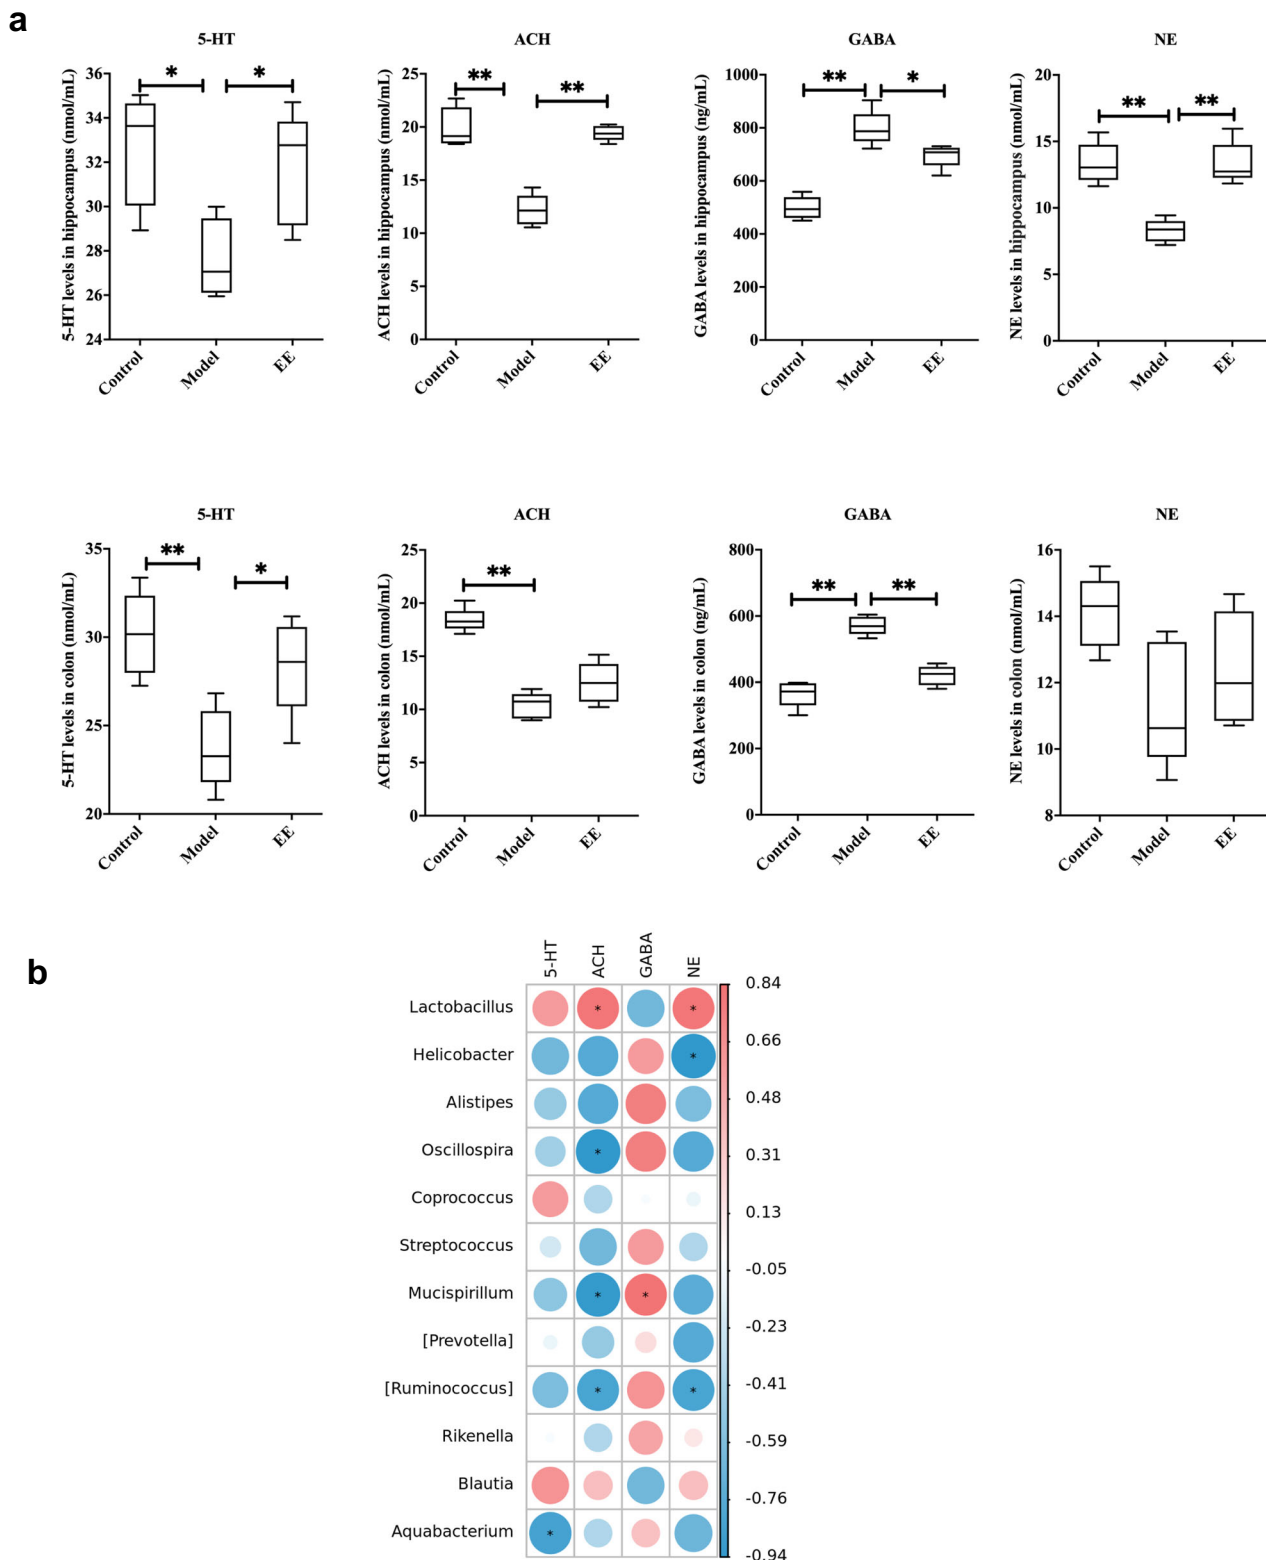 a
5-HT
ACH
GABA
NE
5-HT levels in hippocampus (nmol/mL)
36
34
32
30
28
26
24
* *
Control
Model
EE
ACH levels in hippocampus (nmol/mL)
25
20
15
10
5
0
** **
Control
Model
EE
GABA levels in hippocampus (ng/mL)
1000
800
600
400
200
0
** *
Control
Model
EE
NE levels in hippocampus (nmol/mL)
20
15
10
5
0
** **
Control
Model
EE
5-HT
ACH
GABA
NE
5-HT levels in colon (nmol/mL)
35
30
25
20
** *
Control
Model
EE
ACH levels in colon (nmol/mL)
25
20
15
10
5
0
**
Control
Model
EE
GABA levels in colon (ng/mL)
800
600
400
200
0
** **
Control
Model
EE
NE levels in colon (nmol/mL)
16
14
12
10
8
Control
Model
EE
b
5-HT
ACH
GABA
NE
Lactobacillus * *
Helicobacter *
Alistipes
Oscillospira *
Coprococcus
Streptococcus
Mucispirillum * *
[Prevotella]
[Ruminococcus] * *
Rikenella
Blautia
Aquabacterium *
0.84
0.66
0.48
0.31
0.13
-0.05
-0.23
-0.41
-0.59
-0.76
-0.94